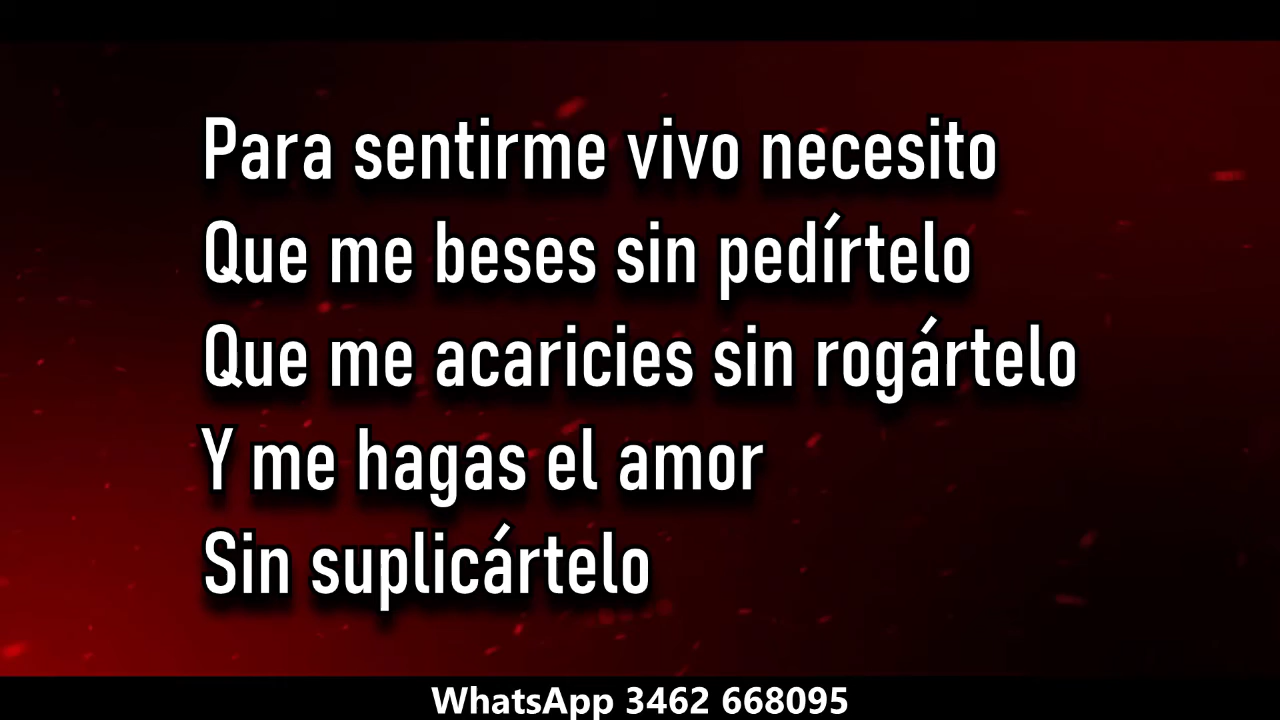 Para sentirme vivo necesito
Que me beses sin pedírtelo
Que me acaricies sin rogártelo
Y me hagas el amor
Sin suplicártelo
WhatsApp 3462 668095